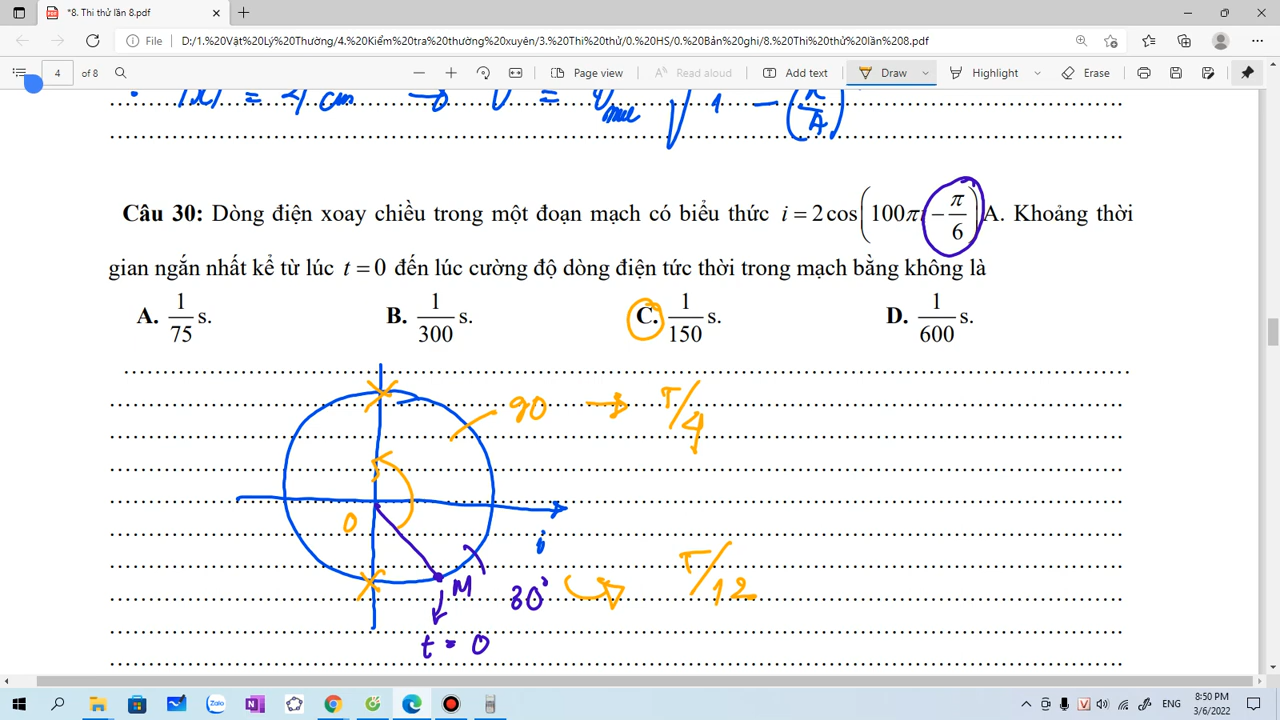 *8. Thi thử lần 8.pdf
File D:/1.%20Vật%20Lý%20Thường/4.%20Kiểm%20tra%20thường%20xuyên/3.%20Thi%20thử/0.%20HS/0.%20Bản%20ghi/8.%20Thi%20thử%20lần%208.pdf
4 of 8 Page view Read aloud Add text Draw Highlight Erase
|x| = 4 cm → v = vmax √ 1 − (x/A)
Câu 30: Dòng điện xoay chiều trong một đoạn mạch có biểu thức i = 2cos(100π − π/6) A. Khoảng thời
gian ngắn nhất kể từ lúc t = 0 đến lúc cường độ dòng điện tức thời trong mạch bằng không là
A. 1/75 s. B. 1/300 s. C. 1/150 s. D. 1/600 s.
90 → T/4
O
i
M 30° T/12
t = 0
Zalo
ENG
8:50 PM
3/6/2022